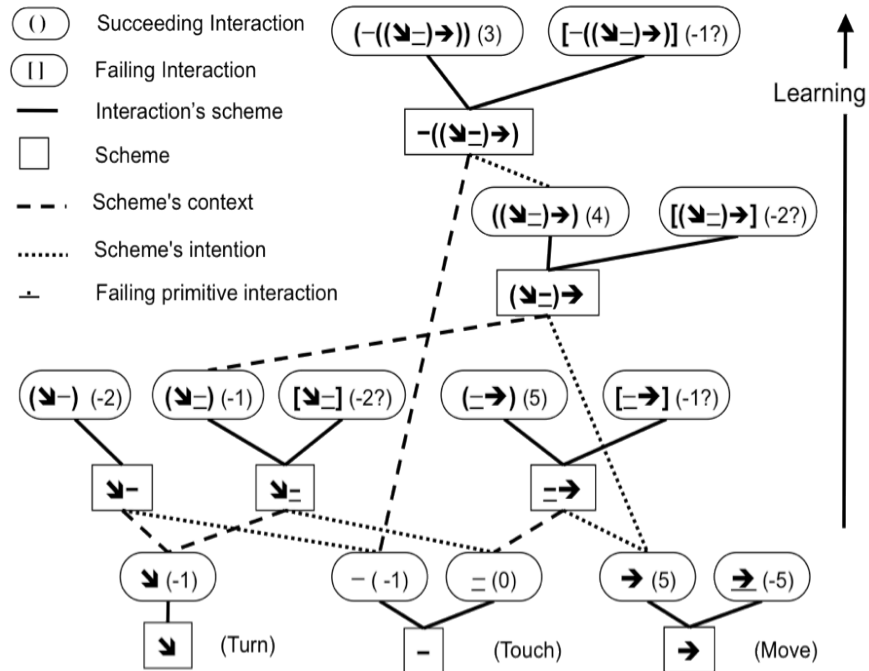 ( ) Succeeding Interaction
[ ] Failing Interaction
Interaction's scheme
Scheme
Scheme's context
Scheme's intention
Failing primitive interaction
(−((➘−̲)➔)) (3)
[−((➘−̲)➔)] (-1?)
Learning
−((➘−̲)➔)
((➘−̲)➔) (4)
[(➘−̲)➔] (-2?)
(➘−̲)➔
(➘−) (-2)
(➘−̲) (-1)
[➘−̲] (-2?)
(−̲➔) (5)
[−̲➔] (-1?)
➘−
➘−̲
−̲➔
➘ (-1)
− ( -1)
−̲ (0)
➔ (5)
➔̲ (-5)
➘ (Turn)
− (Touch)
➔ (Move)